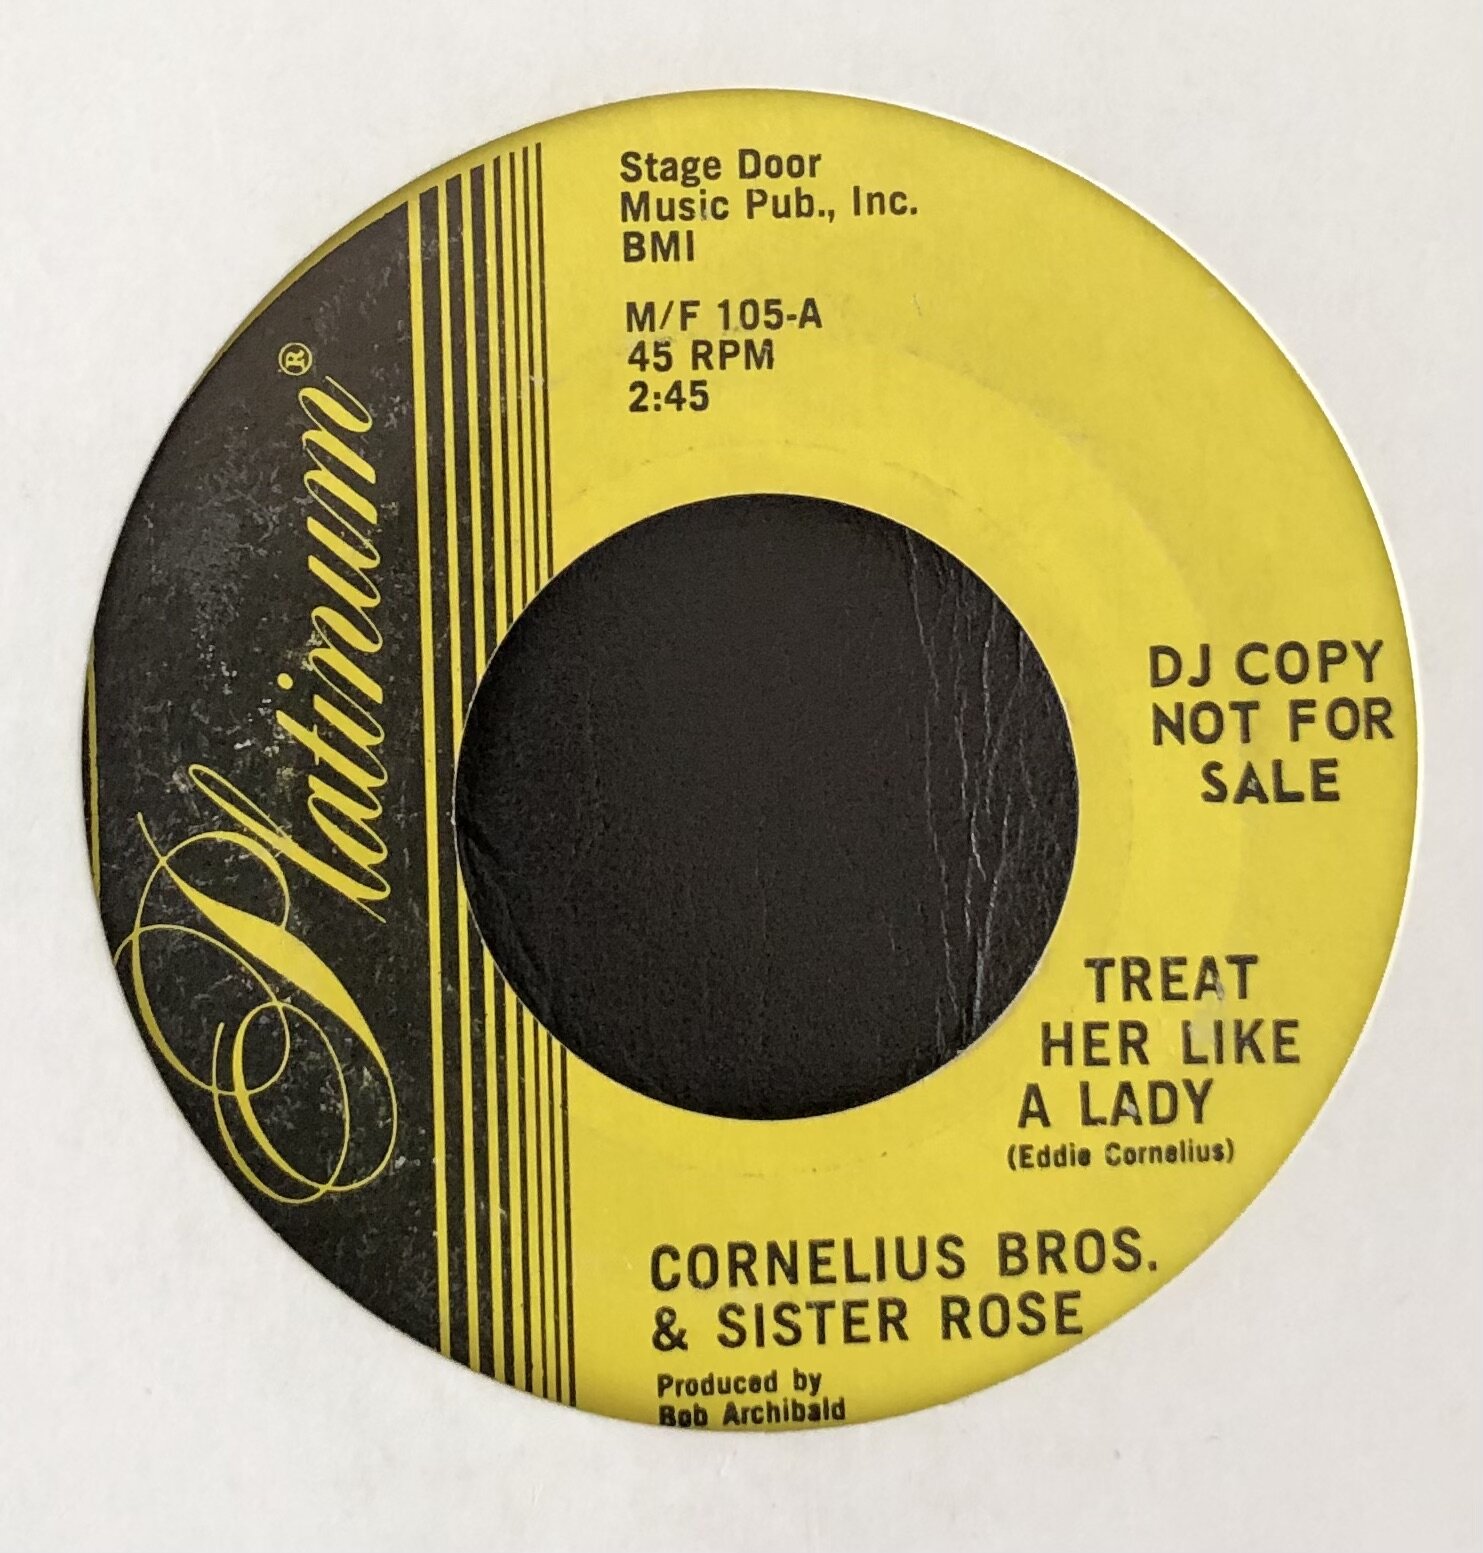 Stage Door
Music Pub., Inc.
BMI
M/F 105-A
45 RPM
2:45
Platinum®
DJ COPY
NOT FOR
SALE
TREAT
HER LIKE
A LADY
(Eddie Cornelius)
CORNELIUS BROS.
& SISTER ROSE
Produced by
Bob Archibald